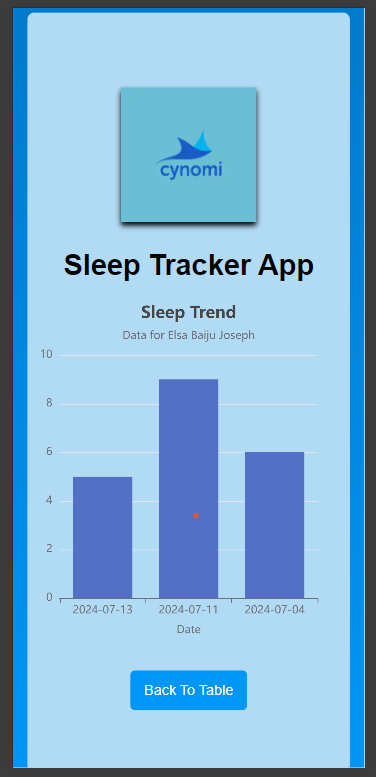 cynomi
Sleep Tracker App
Sleep Trend
Data for Elsa Baiju Joseph
10
8
6
4
2
0
2024-07-13 2024-07-11 2024-07-04
Date
Back To Table